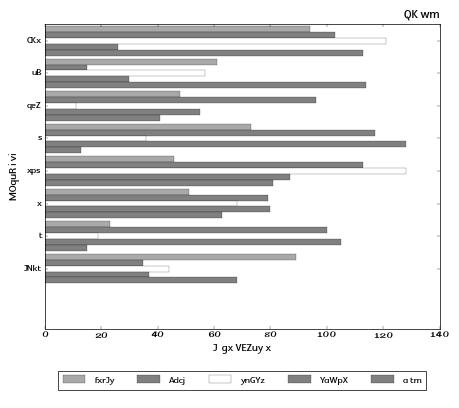 QK wm
CKx
uB
qeZ
s
xps
x
t
JNkt
MOquR i vi
0 20 40 60 80 100 120 140
J gx VEZuy x
fxrJy Adcj ynGYz YaWpX a tm